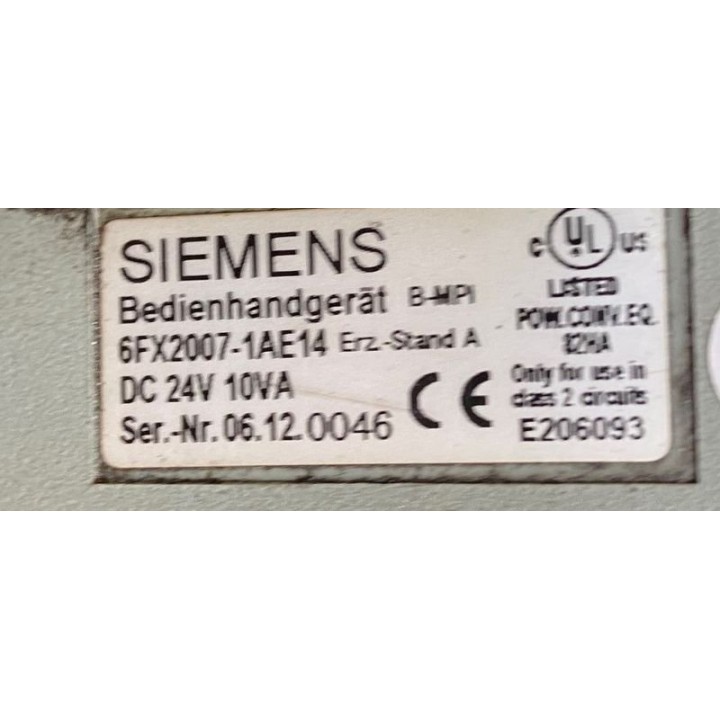 SIEMENS
Bedienhandgerät B-MPI
6FX2007-1AE14 Erz.-Stand A
DC 24V 10VA
Ser.-Nr. 06.12.0046
CE
c UL us
LISTED
POW.CONV.EQ.
82HA
Only for use in
class 2 circuits
E206093